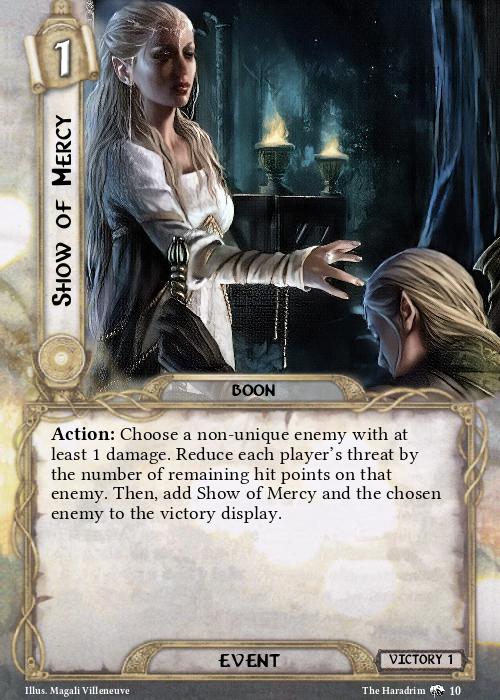 1
SHOW OF MERCY
BOON
Action: Choose a non-unique enemy with at
least 1 damage. Reduce each player's threat by
the number of remaining hit points on that
enemy. Then, add Show of Mercy and the chosen
enemy to the victory display.
EVENT
VICTORY 1
Illus. Magali Villeneuve
The Haradrim 10